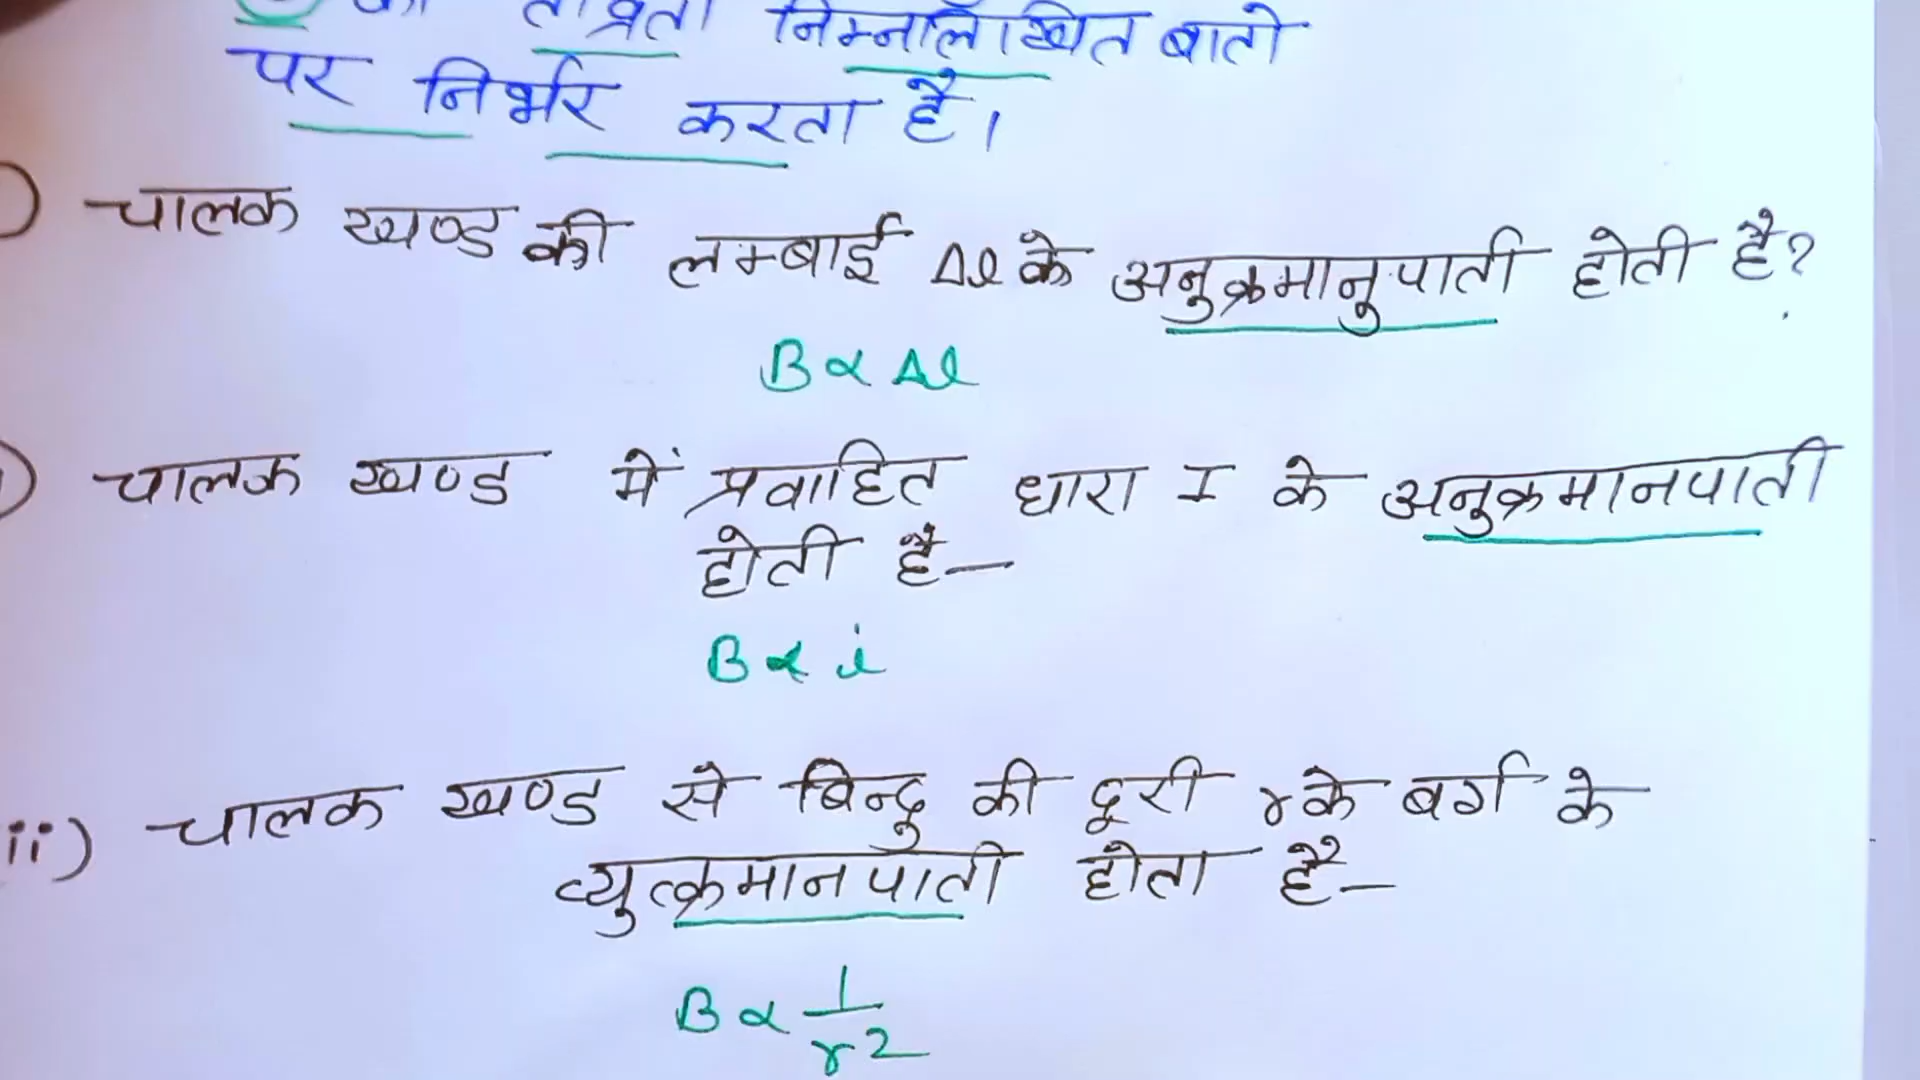 की तीव्रता निम्नलिखित बातो
पर निर्भर करता है।
) चालक खण्ड की लम्बाई Δl के अनुक्रमानुपाती होती है?
B ∝ Δl
) चालक खण्ड में प्रवाहित धारा I के अनुक्रमानपाती
होती है—
B ∝ i
ii) चालक खण्ड से बिन्दु की दूरी r के बर्ग के
व्युत्क्रमानपाती होता है—
B ∝ 1/r2